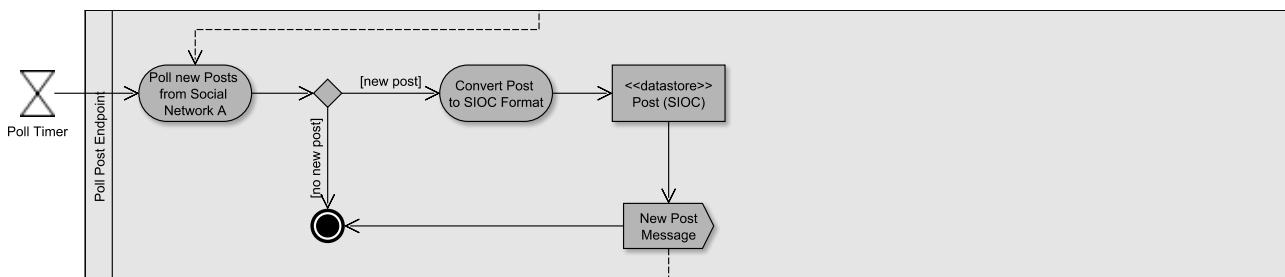 Poll Timer
Poll Post Endpoint
Poll new Posts
from Social
Network A
[new post]
[no new post]
Convert Post
to SIOC Format
<<datastore>>
Post (SIOC)
New Post
Message